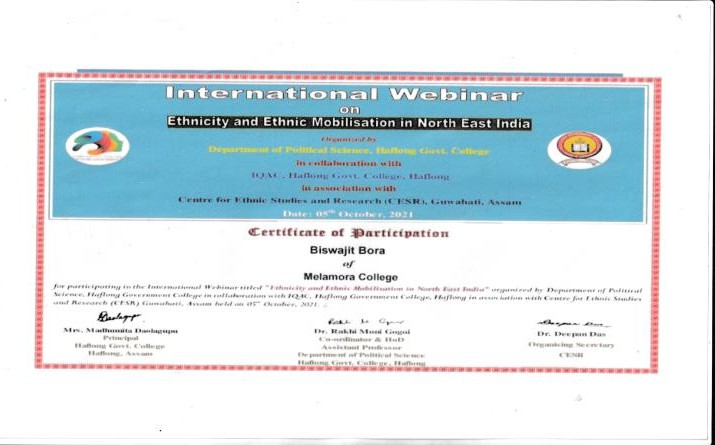 International Webinar
on
Ethnicity and Ethnic Mobilisation in North East India
Organized by
Department of Political Science, Haflong Govt. College
in collaboration with
IQAC, Haflong Govt. College, Haflong
in association with
Centre for Ethnic Studies and Research (CESR), Guwahati, Assam
Date: 05th October, 2021
Certificate of Participation
Biswajit Bora
of
Melamora College
for participating in the International Webinar titled "Ethnicity and Ethnic Mobilisation in North East India" organized by Department of Political
Science, Haflong Government College in collaboration with IQAC, Haflong Government College, Haflong in association with Centre for Ethnic Studies
and Research (CESR) Guwahati, Assam held on 05th October, 2021.
Mrs. Madhumita Daolagupu
Principal
Haflong Govt. College
Haflong, Assam
Dr. Rakhi Moni Gogoi
Co-ordinator & HoD
Assistant Professor
Department of Political Science
Haflong Govt. College, Haflong
Deepan Das
Dr. Deepan Das
Organizing Secretary
CESR